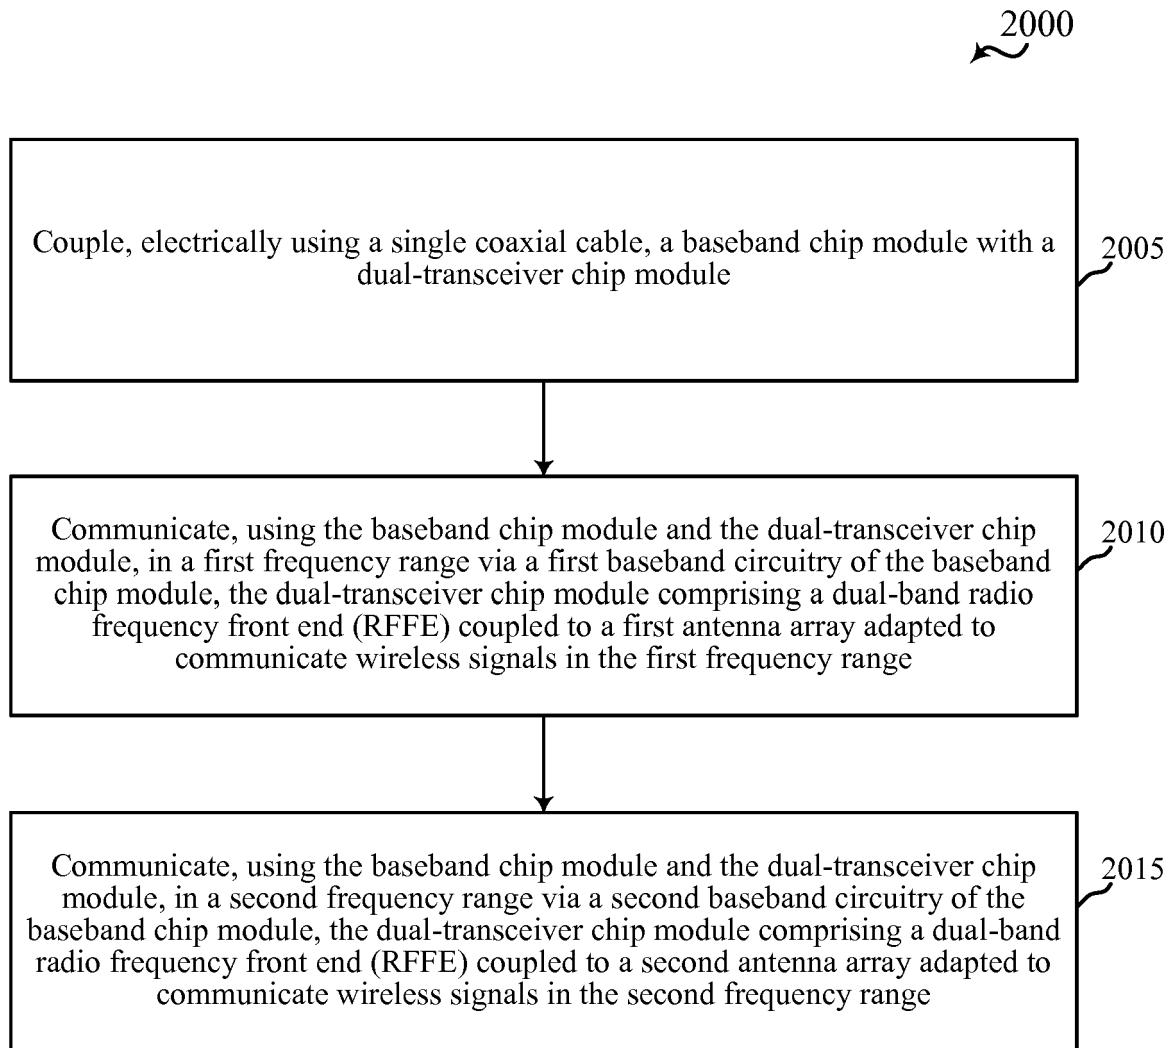 2000
Couple, electrically using a single coaxial cable, a baseband chip module with a
dual-transceiver chip module
2005
Communicate, using the baseband chip module and the dual-transceiver chip
module, in a first frequency range via a first baseband circuitry of the baseband
chip module, the dual-transceiver chip module comprising a dual-band radio
frequency front end (RFFE) coupled to a first antenna array adapted to
communicate wireless signals in the first frequency range
2010
Communicate, using the baseband chip module and the dual-transceiver chip
module, in a second frequency range via a second baseband circuitry of the
baseband chip module, the dual-transceiver chip module comprising a dual-band
radio frequency front end (RFFE) coupled to a second antenna array adapted to
communicate wireless signals in the second frequency range
2015